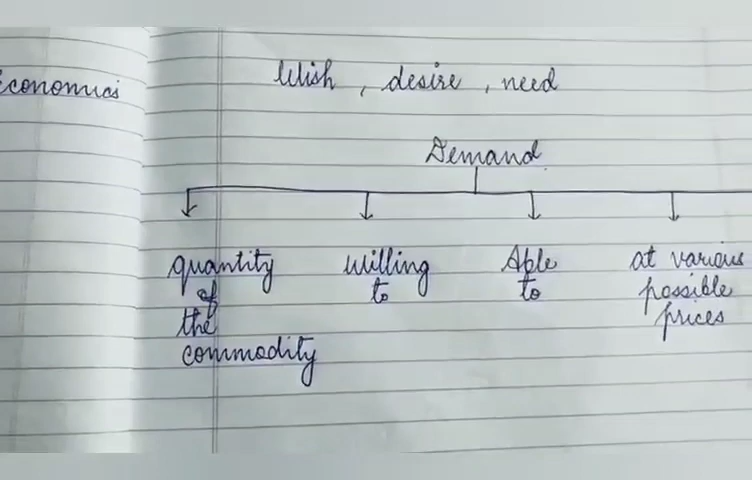 Economics
Wish, desire, need
Demand
quantity
of
the
commodity
willing
to
Able
to
at various
possible
prices